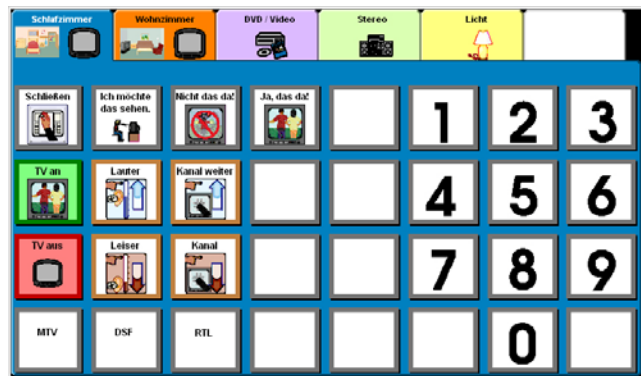 Schlafzimmer
Wohnzimmer
DVD / Video
Stereo
Licht
Schließen
Ich möchte
das sehen.
Nicht das da!
Ja, das da!
1
2
3
TV an
Lauter
Kanal weiter
4
5
6
TV aus
Leiser
Kanal
7
8
9
MTV
DSF
RTL
0